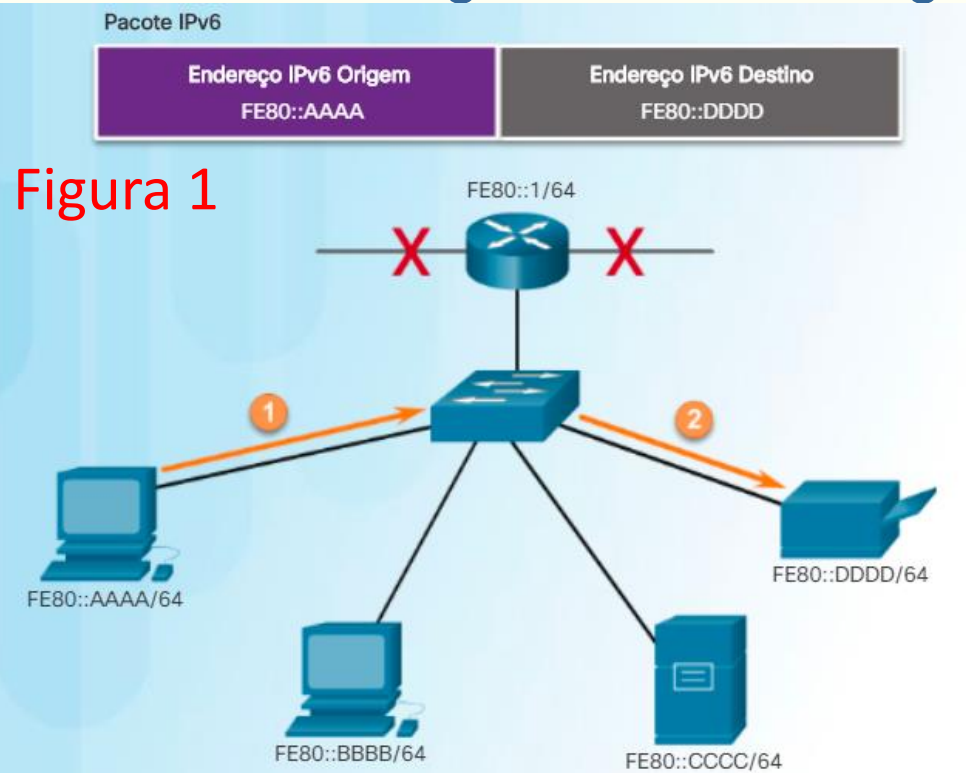 Pacote IPv6
Endereço IPv6 Origem
FE80::AAAA
Endereço IPv6 Destino
FE80::DDDD
Figura 1
FE80::1/64
X
X
1
2
FE80::AAAA/64
FE80::DDDD/64
FE80::BBBB/64
FE80::CCCC/64